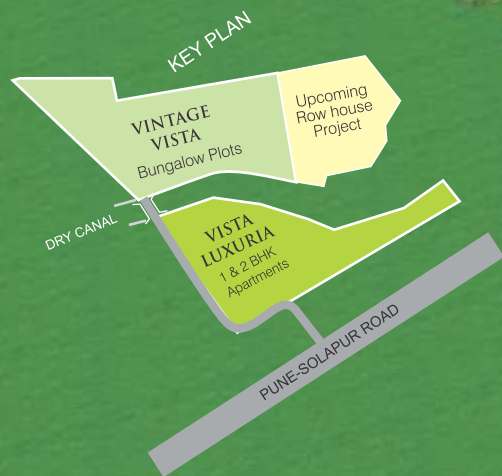 KEY PLAN
VINTAGE
VISTA
Bungalow Plots
Upcoming
Row house
Project
DRY CANAL
VISTA
LUXURIA
1 & 2 BHK
Apartments
PUNE-SOLAPUR ROAD